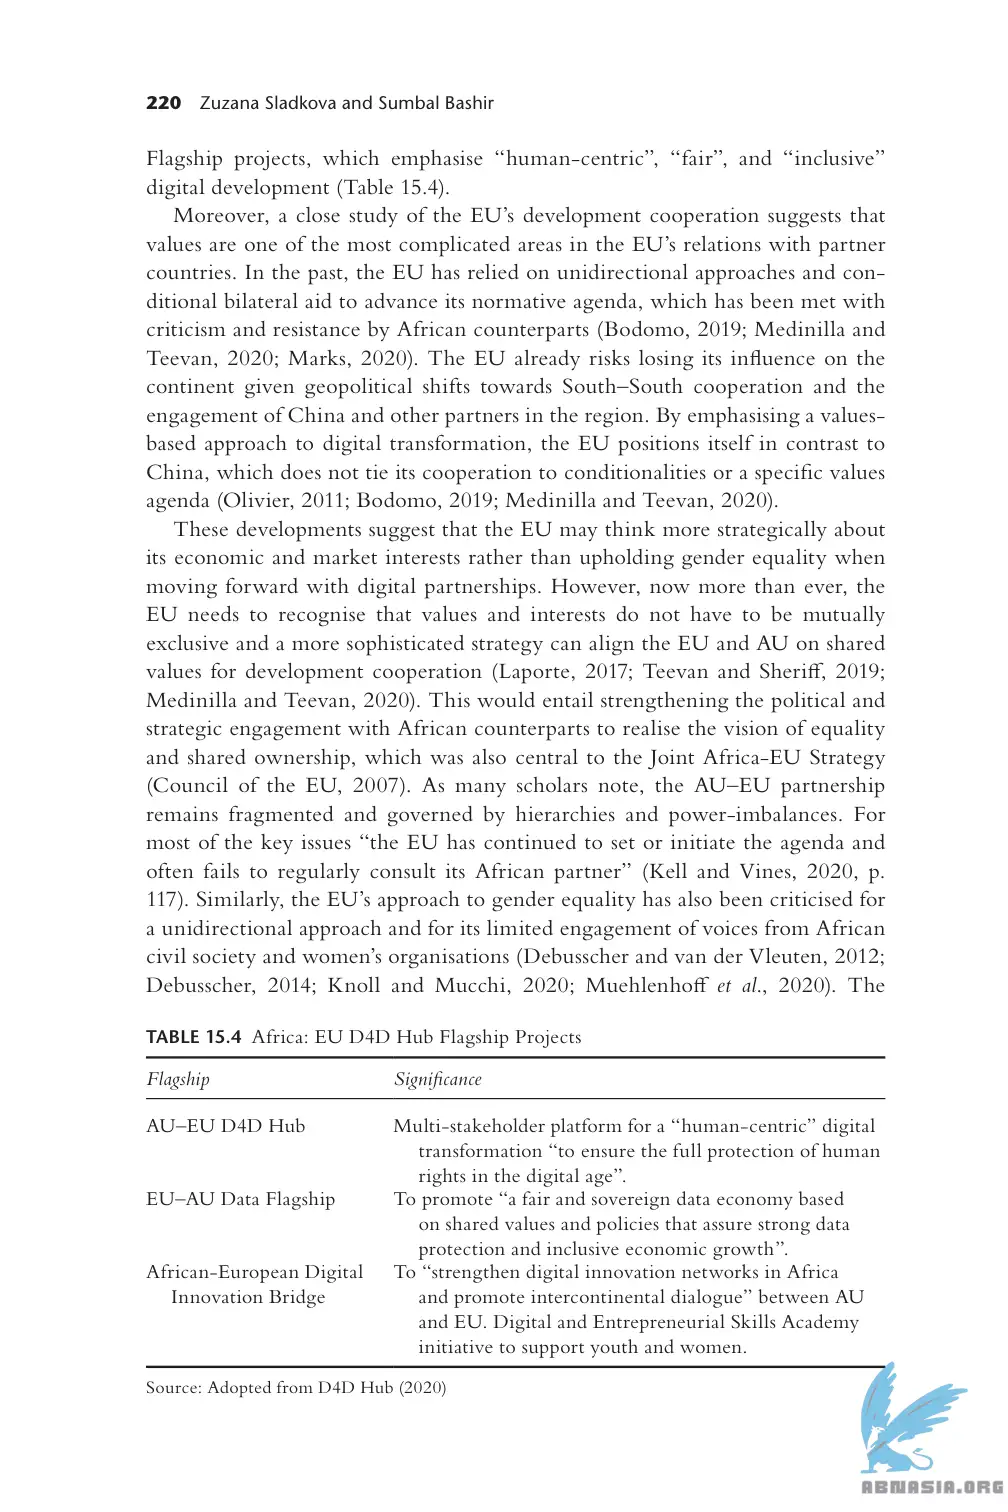 220 Zuzana Sladkova and Sumbal Bashir
Flagship projects, which emphasise “human-centric”, “fair”, and “inclusive”
digital development (Table 15.4).
Moreover, a close study of the EU’s development cooperation suggests that
values are one of the most complicated areas in the EU’s relations with partner
countries. In the past, the EU has relied on unidirectional approaches and con-
ditional bilateral aid to advance its normative agenda, which has been met with
criticism and resistance by African counterparts (Bodomo, 2019; Medinilla and
Teevan, 2020; Marks, 2020). The EU already risks losing its influence on the
continent given geopolitical shifts towards South–South cooperation and the
engagement of China and other partners in the region. By emphasising a values-
based approach to digital transformation, the EU positions itself in contrast to
China, which does not tie its cooperation to conditionalities or a specific values
agenda (Olivier, 2011; Bodomo, 2019; Medinilla and Teevan, 2020).
These developments suggest that the EU may think more strategically about
its economic and market interests rather than upholding gender equality when
moving forward with digital partnerships. However, now more than ever, the
EU needs to recognise that values and interests do not have to be mutually
exclusive and a more sophisticated strategy can align the EU and AU on shared
values for development cooperation (Laporte, 2017; Teevan and Sheriff, 2019;
Medinilla and Teevan, 2020). This would entail strengthening the political and
strategic engagement with African counterparts to realise the vision of equality
and shared ownership, which was also central to the Joint Africa-EU Strategy
(Council of the EU, 2007). As many scholars note, the AU–EU partnership
remains fragmented and governed by hierarchies and power-imbalances. For
most of the key issues “the EU has continued to set or initiate the agenda and
often fails to regularly consult its African partner” (Kell and Vines, 2020, p.
117). Similarly, the EU’s approach to gender equality has also been criticised for
a unidirectional approach and for its limited engagement of voices from African
civil society and women’s organisations (Debusscher and van der Vleuten, 2012;
Debusscher, 2014; Knoll and Mucchi, 2020; Muehlenhoff et al., 2020). The
TABLE 15.4 Africa: EU D4D Hub Flagship Projects
Flagship Significance
AU–EU D4D Hub Multi-stakeholder platform for a “human-centric” digital
transformation “to ensure the full protection of human
rights in the digital age”.
EU–AU Data Flagship To promote “a fair and sovereign data economy based
on shared values and policies that assure strong data
protection and inclusive economic growth”.
African-European Digital To “strengthen digital innovation networks in Africa
Innovation Bridge and promote intercontinental dialogue” between AU
and EU. Digital and Entrepreneurial Skills Academy
initiative to support youth and women.
Source: Adopted from D4D Hub (2020)
ABNASIA.ORG